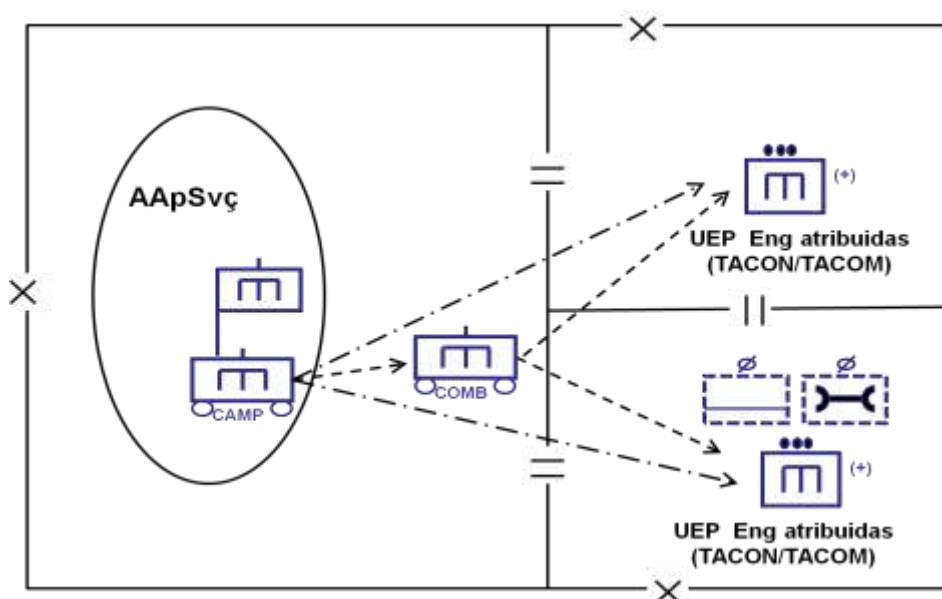 AApSvç
CAMP
COMB
(+)
UEP Eng atribuidas
(TACON/TACOM)
(+)
UEP Eng atribuidas
(TACON/TACOM)